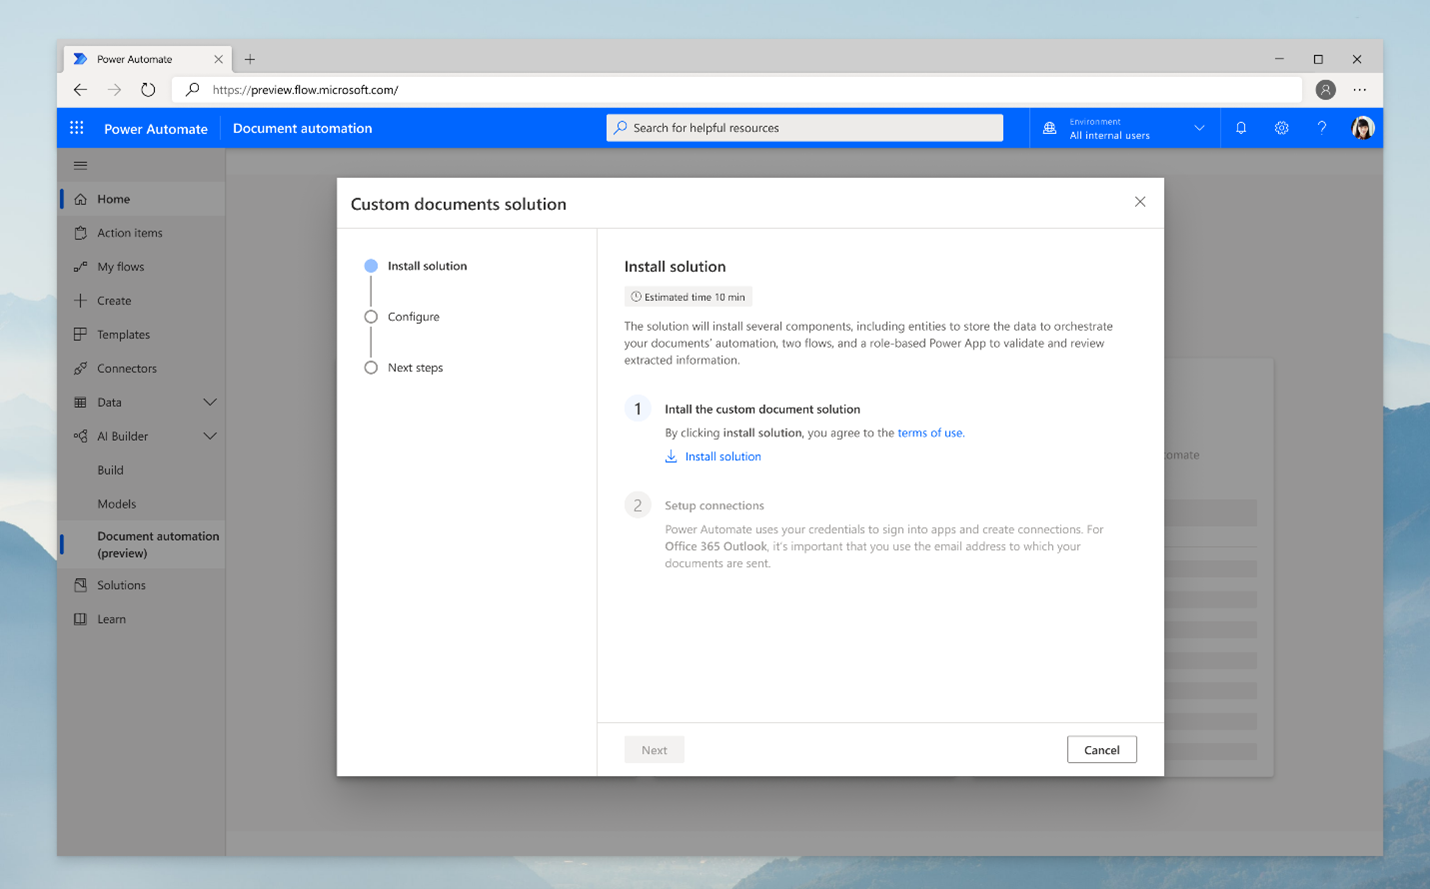 Power Automate
https://preview.flow.microsoft.com/
Power Automate
Document automation
Search for helpful resources
Environment
All internal users
Home
Action items
My flows
Create
Templates
Connectors
Data
AI Builder
Build
Models
Document automation
(preview)
Solutions
Learn
Custom documents solution
Install solution
Configure
Next steps
Install solution
Estimated time 10 min
The solution will install several components, including entities to store the data to orchestrate
your documents' automation, two flows, and a role-based Power App to validate and review
extracted information.
1
Intall the custom document solution
By clicking install solution, you agree to the terms of use.
Install solution
2
Setup connections
Power Automate uses your credentials to sign into apps and create connections. For
Office 365 Outlook, it's important that you use the email address to which your
documents are sent.
Next
Cancel
omate